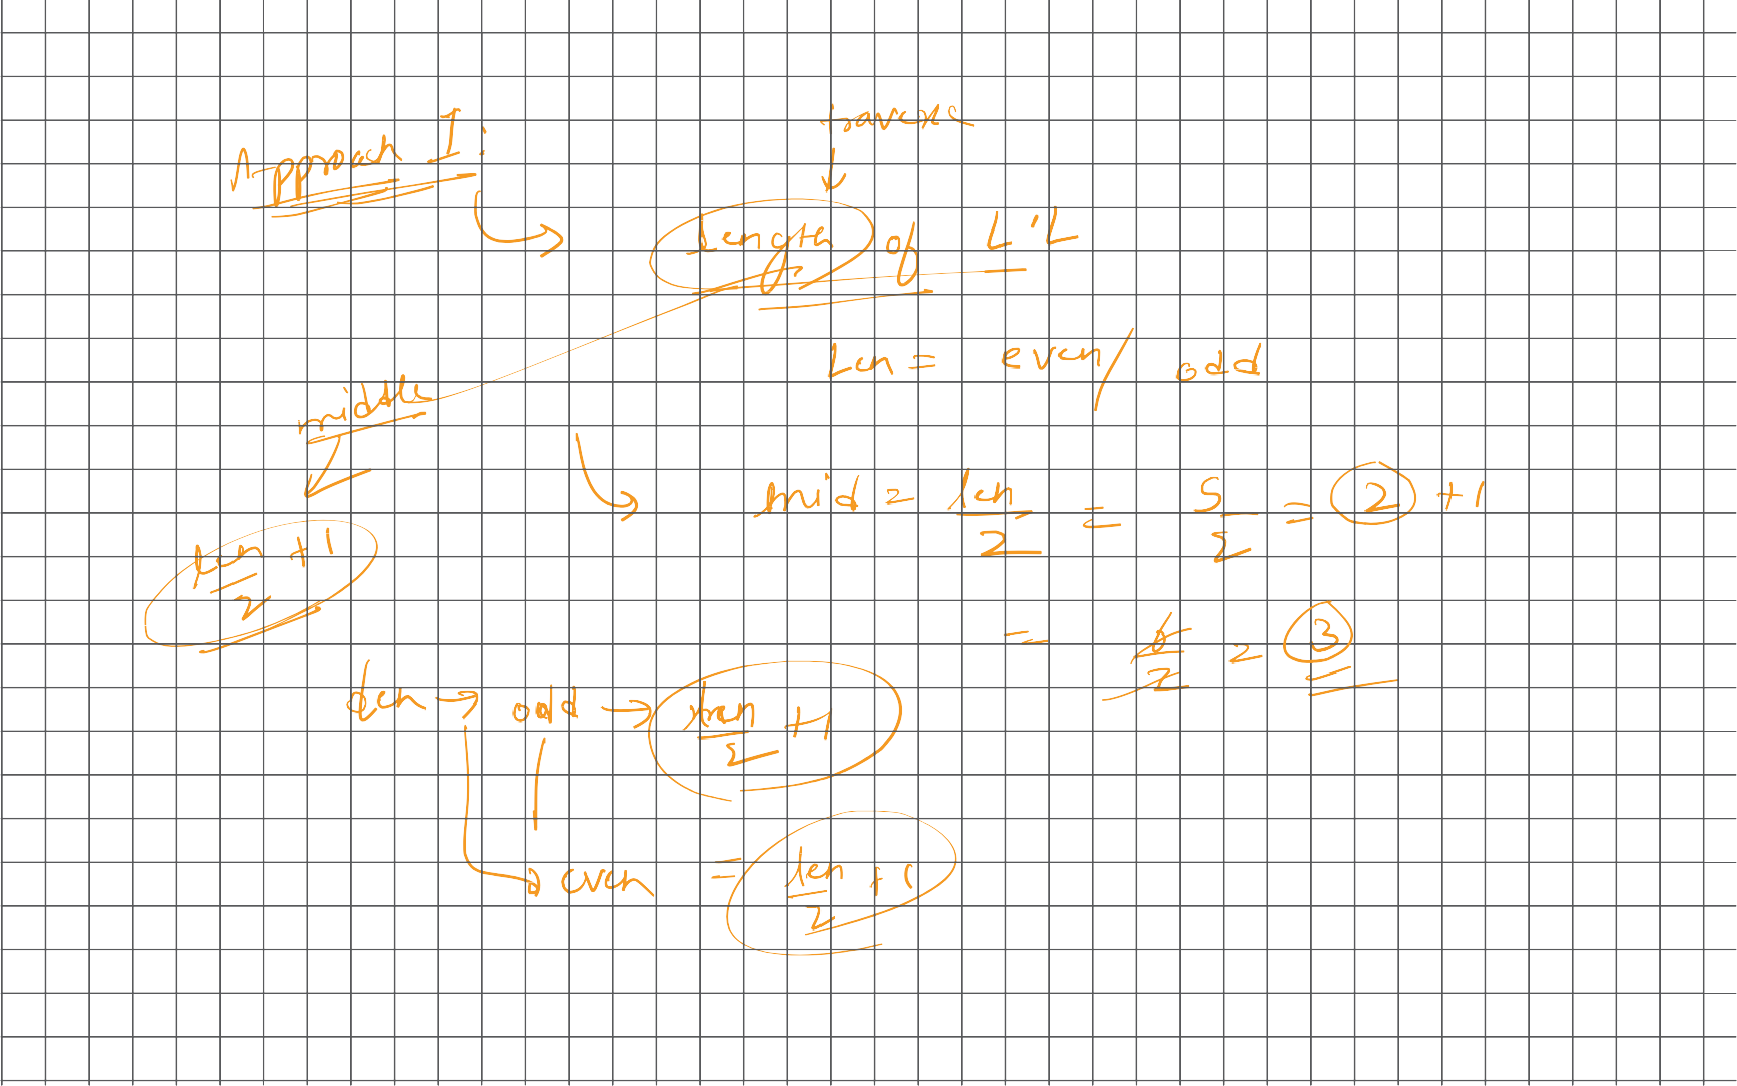 Approach I:
traverse
Length of L'L
Len = even/ odd
middle
mid = len/2 = 5/2 = 2 + 1
len/2 + 1
= 6/2 = 3
len → odd → len/2 + 1
→ even = len/2 + 1